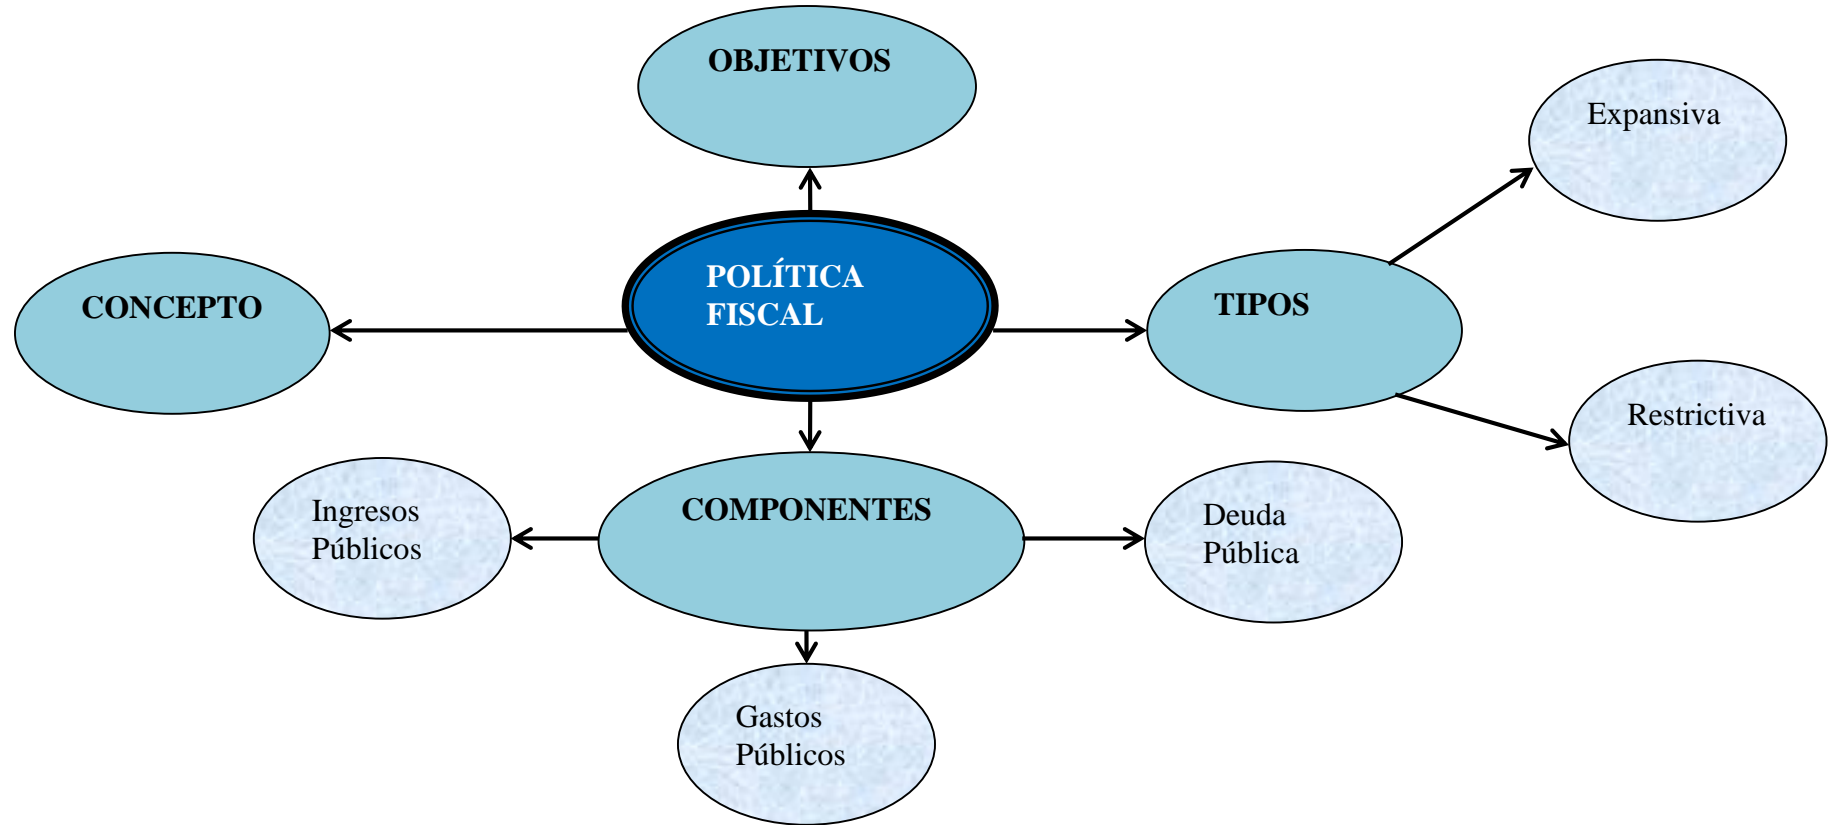 OBJETIVOS
Expansiva
POLÍTICA
FISCAL
CONCEPTO
TIPOS
Restrictiva
COMPONENTES
Ingresos
Públicos
Deuda
Pública
Gastos
Públicos